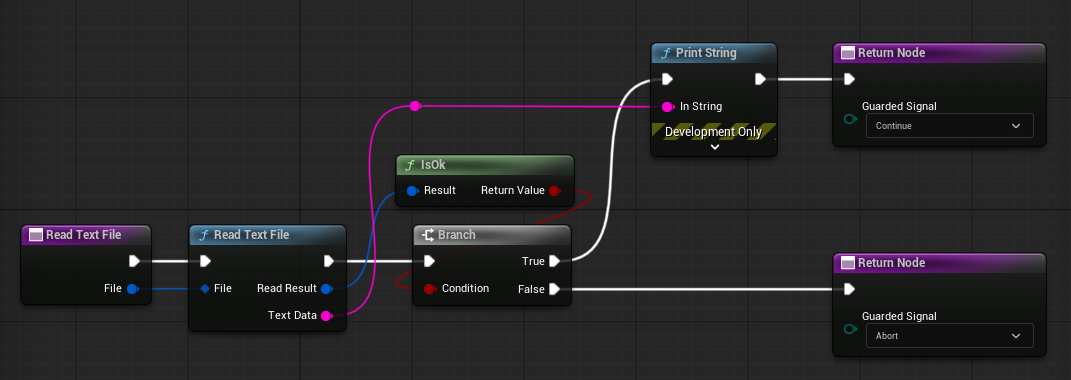 Print String
In String
Development Only
Return Node
Guarded Signal
Continue
IsOk
Result
Return Value
Read Text File
File
Read Text File
File
Read Result
Text Data
Branch
True
Condition
False
Return Node
Guarded Signal
Abort